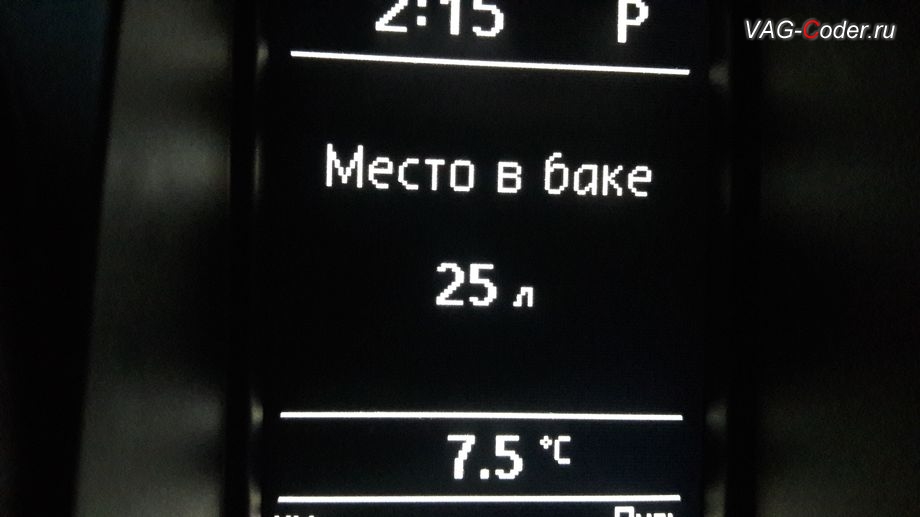 VAG-Coder.ru
2:15 P
Место в баке
25 л
7.5 °C